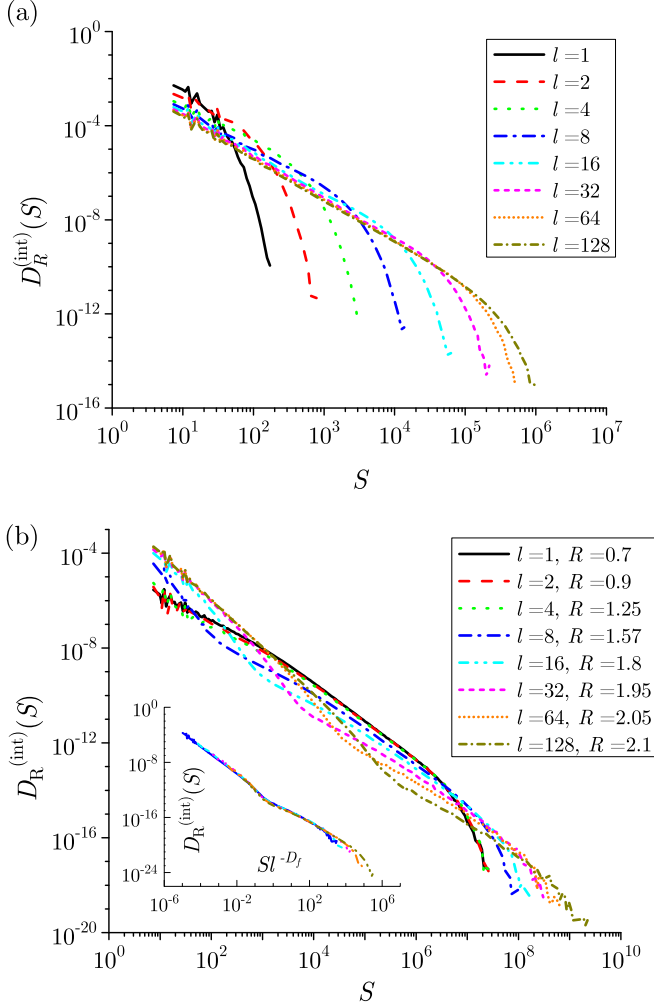 (a)
10^0
10^-4
10^-8
10^-12
10^-16
D_R^(int)(S)
10^0 10^1 10^2 10^3 10^4 10^5 10^6 10^7
S
l=1
l=2
l=4
l=8
l=16
l=32
l=64
l=128
(b)
10^-4
10^-8
10^-12
10^-16
10^-20
D_R^(int)(S)
10^0 10^2 10^4 10^6 10^8 10^10
S
l=1, R=0.7
l=2, R=0.9
l=4, R=1.25
l=8, R=1.57
l=16, R=1.8
l=32, R=1.95
l=64, R=2.05
l=128, R=2.1
10^0
10^-8
10^-16
10^-24
D_R^(int)(S)
10^-6 10^-2 10^2 10^6
Sl^-D_f